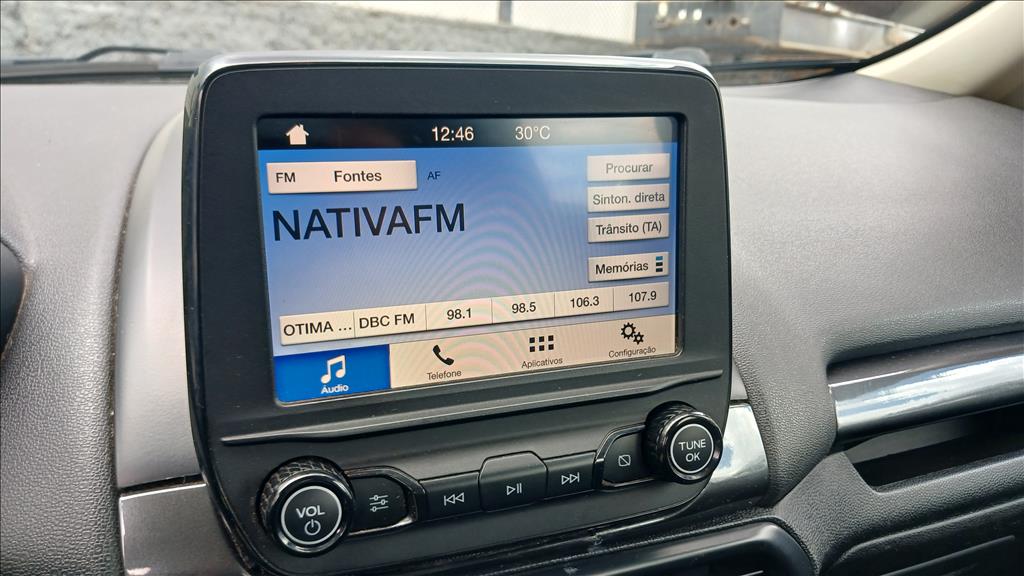 12:46 30°C
FM Fontes AF
NATIVAFM
Procurar
Sinton. direta
Trânsito (TA)
Memórias
OTIMA ... DBC FM 98.1 98.5 106.3 107.9
Áudio Telefone Aplicativos Configuração
VOL
TUNE
OK